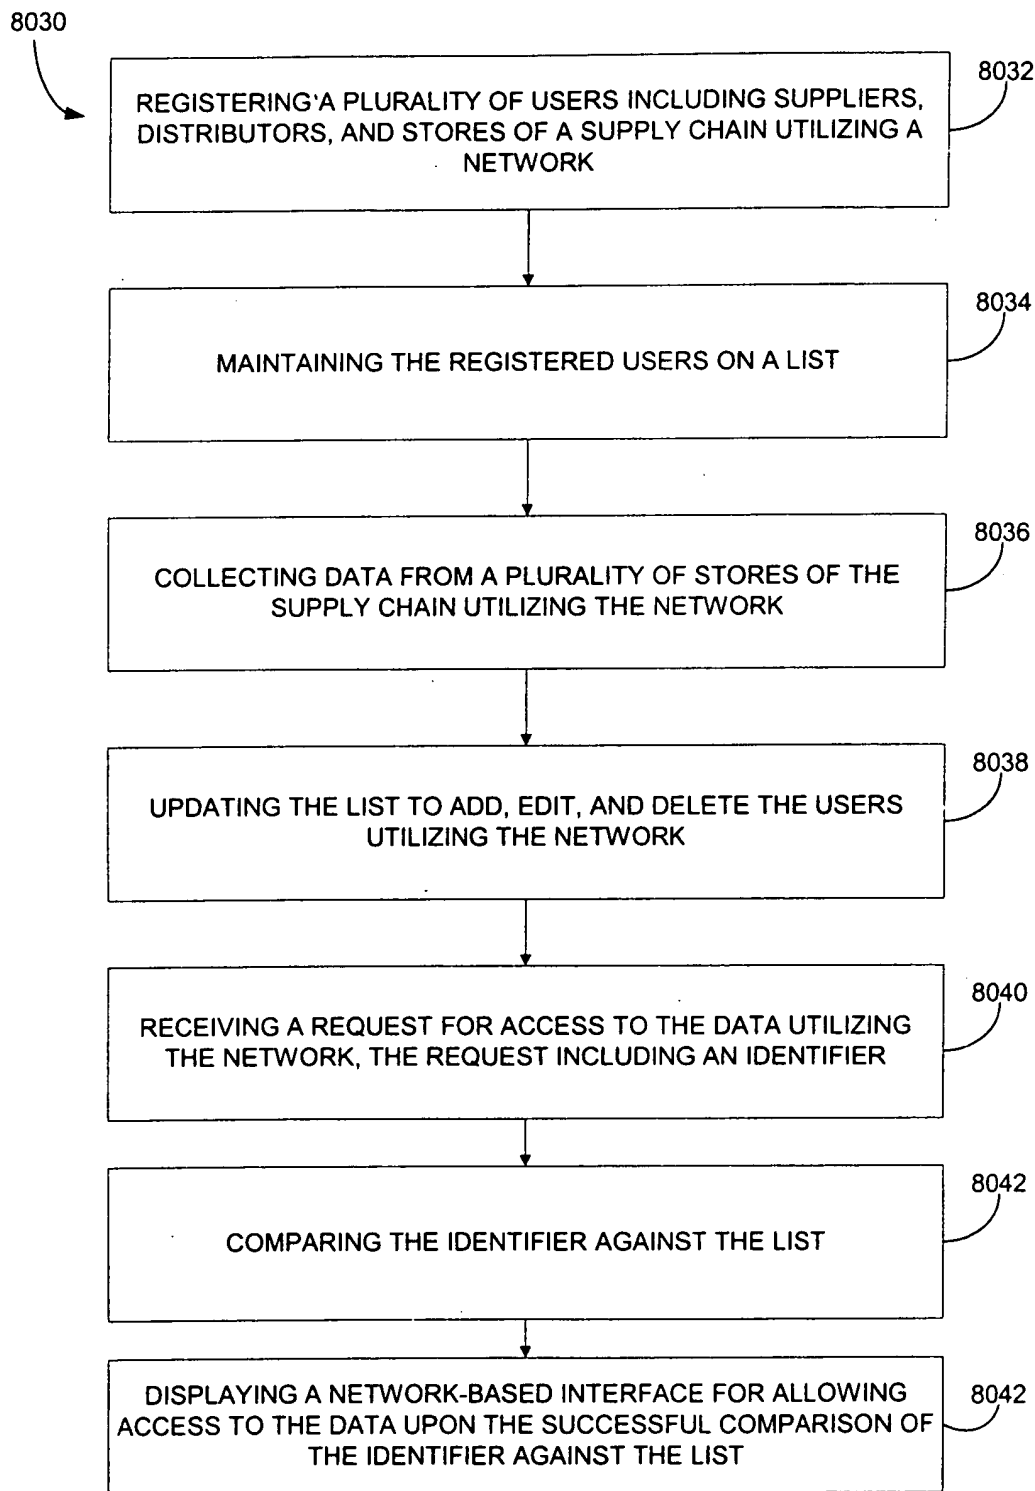 8030
8032
REGISTERING A PLURALITY OF USERS INCLUDING SUPPLIERS,
DISTRIBUTORS, AND STORES OF A SUPPLY CHAIN UTILIZING A
NETWORK
8034
MAINTAINING THE REGISTERED USERS ON A LIST
8036
COLLECTING DATA FROM A PLURALITY OF STORES OF THE
SUPPLY CHAIN UTILIZING THE NETWORK
8038
UPDATING THE LIST TO ADD, EDIT, AND DELETE THE USERS
UTILIZING THE NETWORK
8040
RECEIVING A REQUEST FOR ACCESS TO THE DATA UTILIZING
THE NETWORK, THE REQUEST INCLUDING AN IDENTIFIER
8042
COMPARING THE IDENTIFIER AGAINST THE LIST
8042
DISPLAYING A NETWORK-BASED INTERFACE FOR ALLOWING
ACCESS TO THE DATA UPON THE SUCCESSFUL COMPARISON OF
THE IDENTIFIER AGAINST THE LIST